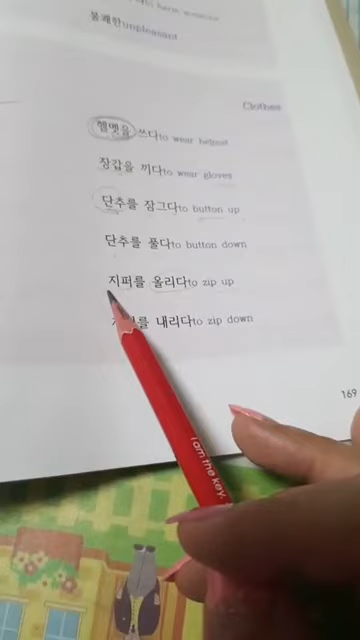 to harm someone
불쾌한unpleasant
Clothes
헬멧을 쓰다to wear helmet
장갑을 끼다to wear gloves
단추를 잠그다to button up
단추를 풀다to button down
지퍼를 올리다to zip up
를 내리다to zip down
169
I am the key.